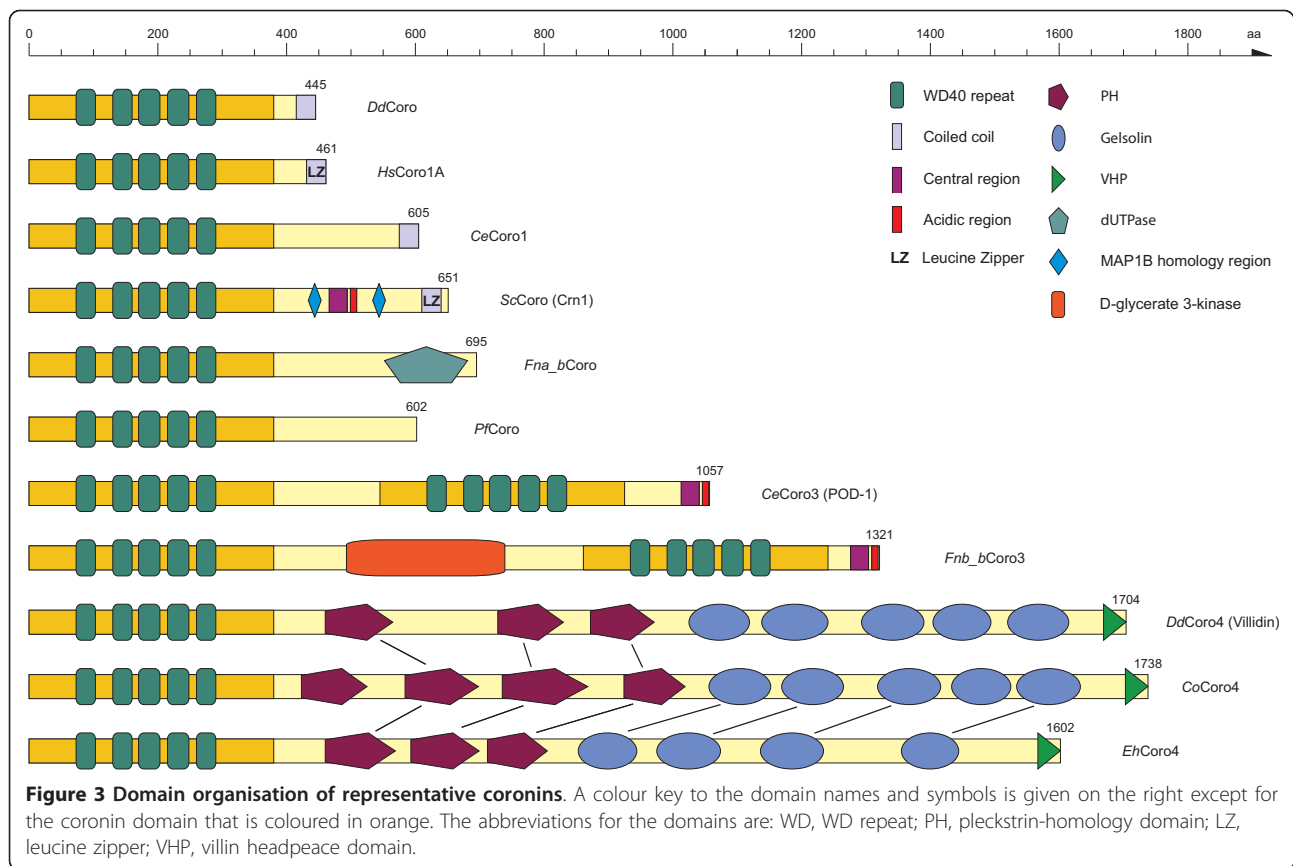 0 200 400 600 800 1000 1200 1400 1600 1800 aa
445
DdCoro
461
LZ
HsCoro1A
605
CeCoro1
651
LZ
ScCoro (Crn1)
695
Fna_bCoro
602
PfCoro
1057
CeCoro3 (POD-1)
1321
Fnb_bCoro3
1704
DdCoro4 (Villidin)
1738
CoCoro4
1602
EhCoro4
WD40 repeat
Coiled coil
Central region
Acidic region
LZ Leucine Zipper
PH
Gelsolin
VHP
dUTPase
MAP1B homology region
D-glycerate 3-kinase
Figure 3 Domain organisation of representative coronins. A colour key to the domain names and symbols is given on the right except for
the coronin domain that is coloured in orange. The abbreviations for the domains are: WD, WD repeat; PH, pleckstrin-homology domain; LZ,
leucine zipper; VHP, villin headpeace domain.